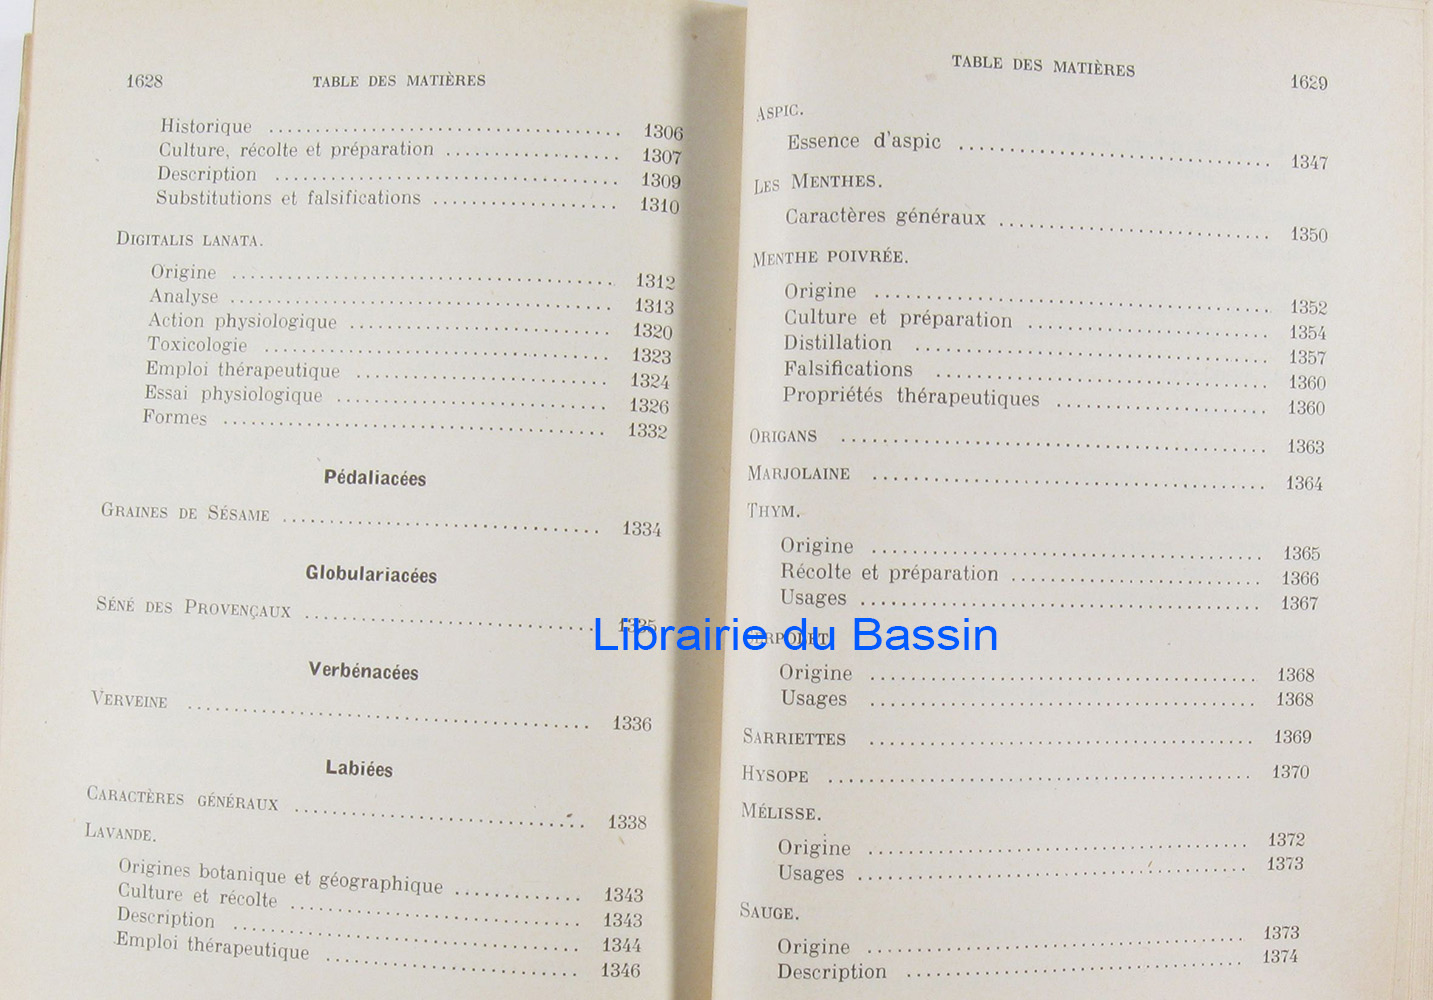 1628 TABLE DES MATIÈRES
Historique ........ 1306
Culture, récolte et préparation ........ 1307
Description ........ 1309
Substitutions et falsifications ........ 1310
DIGITALIS LANATA.
Origine ........ 1312
Analyse ........ 1313
Action physiologique ........ 1320
Toxicologie ........ 1323
Emploi thérapeutique ........ 1324
Essai physiologique ........ 1326
Formes ........ 1332
Pédaliacées
GRAINES DE SÉSAME ........ 1334
Globulariacées
SÉNÉ DES PROVENÇAUX ........ 1335
Verbénacées
VERVEINE ........ 1336
Labiées
CARACTÈRES GÉNÉRAUX ........ 1338
LAVANDE.
Origines botanique et géographique ........ 1343
Culture et récolte ........ 1343
Description ........ 1344
Emploi thérapeutique ........ 1346
TABLE DES MATIÈRES 1629
ASPIC.
Essence d'aspic ........ 1347
LES MENTHES.
Caractères généraux ........ 1350
MENTHE POIVRÉE.
Origine ........ 1352
Culture et préparation ........ 1354
Distillation ........ 1357
Falsifications ........ 1360
Propriétés thérapeutiques ........ 1360
ORIGANS ........ 1363
MARJOLAINE ........ 1364
THYM.
Origine ........ 1365
Récolte et préparation ........ 1366
Usages ........ 1367
Librairie du Bassin
Origine ........ 1368
Usages ........ 1368
SARRIETTES ........ 1369
HYSOPE ........ 1370
MÉLISSE.
Origine ........ 1372
Usages ........ 1373
SAUGE.
Origine ........ 1373
Description ........ 1374